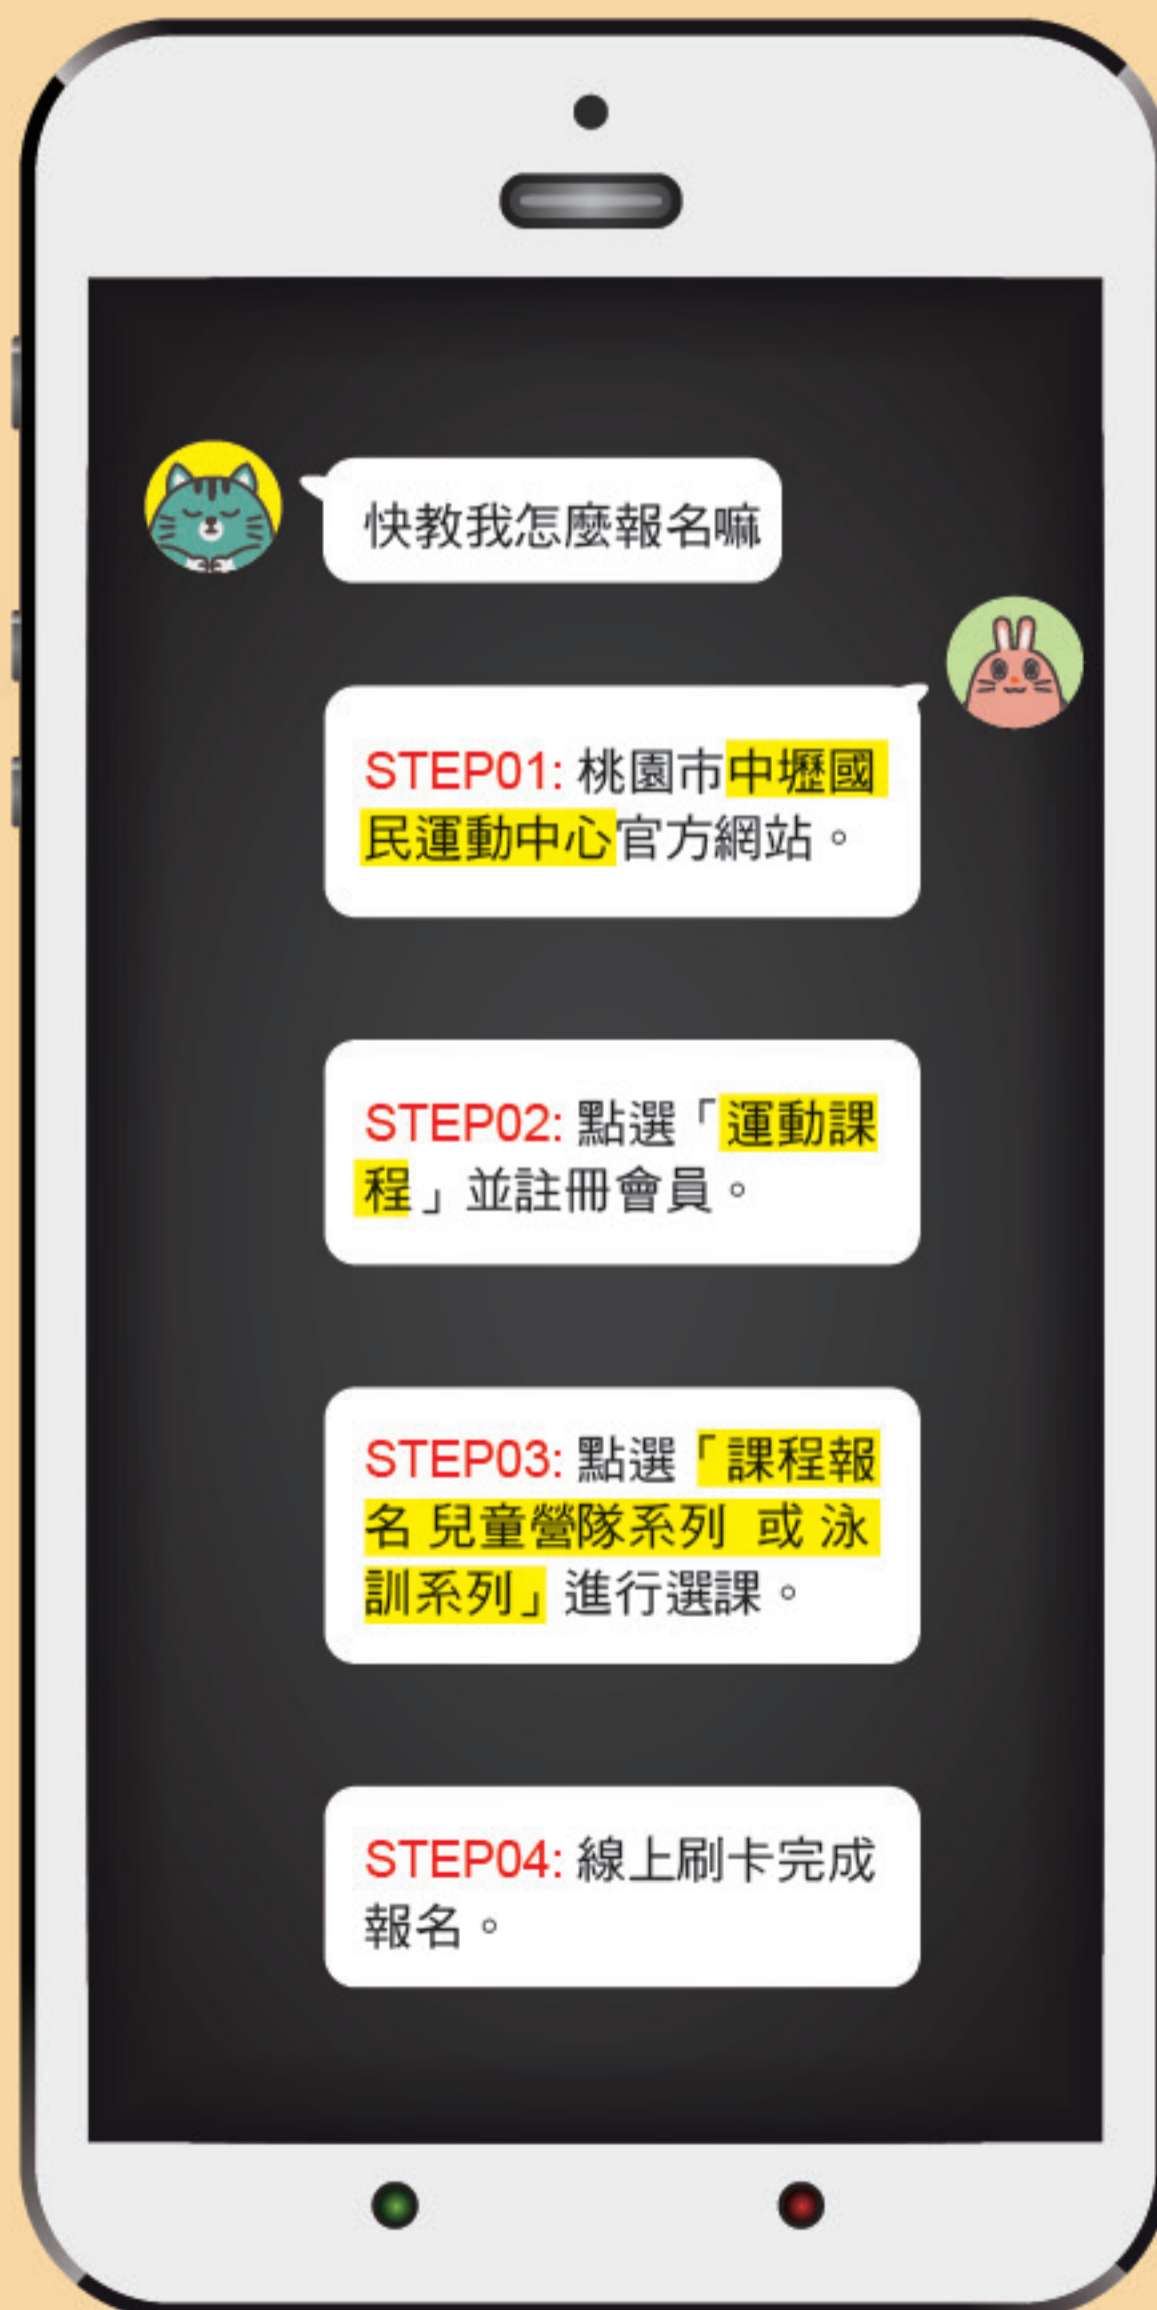 快教我怎麼報名嘛
STEP01: 桃園市中壢國
民運動中心官方網站。
STEP02: 點選「運動課
程」並註冊會員。
STEP03: 點選「課程報
名 兒童營隊系列 或 泳
訓系列」進行選課。
STEP04: 線上刷卡完成
報名。